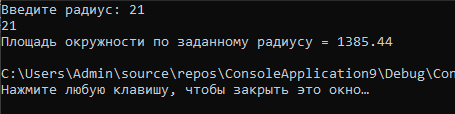 Введите радиус: 21
21
Площадь окружности по заданному радиусу = 1385.44
C:\Users\Admin\source\repos\ConsoleApplication9\Debug\Con
Нажмите любую клавишу, чтобы закрыть это окно…